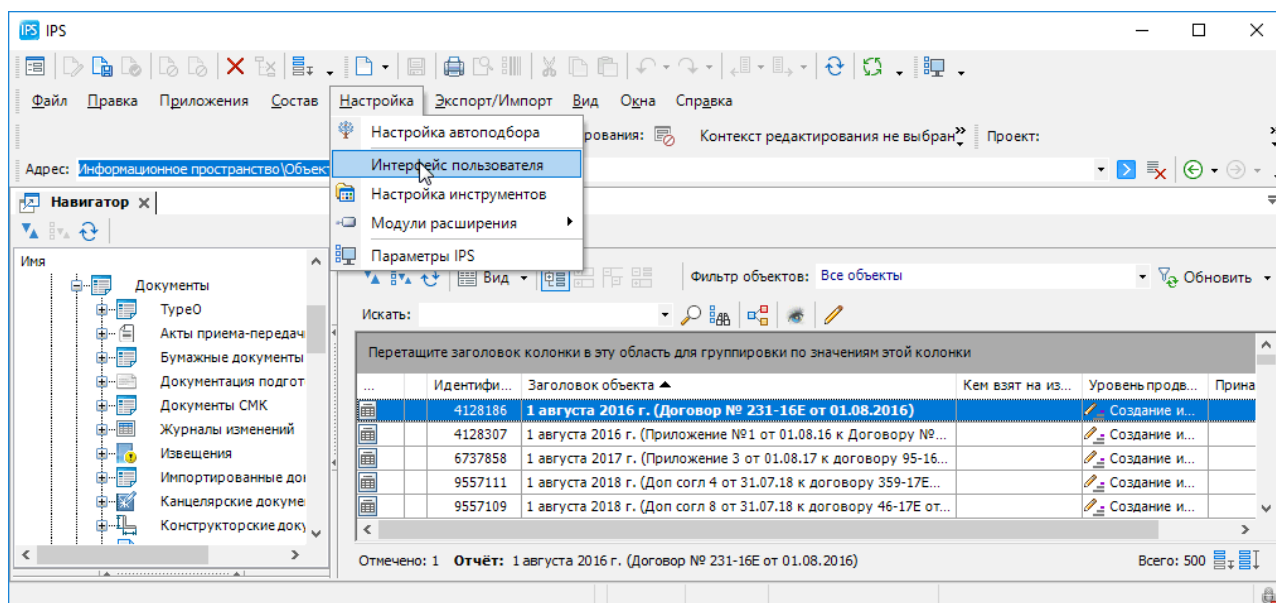 IPS IPS
Файл Правка Приложения Состав Настройка Экспорт/Импорт Вид Окна Справка
Настройка автоподбора
рования: Контекст редактирования не выбран Проект:
Интерфейс пользователя
Адрес: Информационное пространство\Объек
Настройка инструментов
Навигатор
Модули расширения
Параметры IPS
Имя
Вид Фильтр объектов: Все объекты Обновить
Искать:
Перетащите заголовок колонки в эту область для группировки по значениям этой колонки
... Идентифи... Заголовок объекта Кем взят на из... Уровень продв... Прина
4128186 1 августа 2016 г. (Договор № 231-16Е от 01.08.2016) Создание и...
4128307 1 августа 2016 г. (Приложение №1 от 01.08.16 к Договору №... Создание и...
6737858 1 августа 2017 г. (Приложение 3 от 01.08.17 к договору 95-16... Создание и...
9557111 1 августа 2018 г. (Доп согл 4 от 31.07.18 к договору 359-17Е... Создание и...
9557109 1 августа 2018 г. (Доп согл 8 от 31.07.18 к договору 46-17Е от... Создание и...
Документы
TypeO
Акты приема-передач
Бумажные документы
Документация подгот
Документы СМК
Журналы изменений
Извещения
Импортированные до
Канцелярские докуме
Конструкторские доку
Отмечено: 1 Отчёт: 1 августа 2016 г. (Договор № 231-16Е от 01.08.2016) Всего: 500